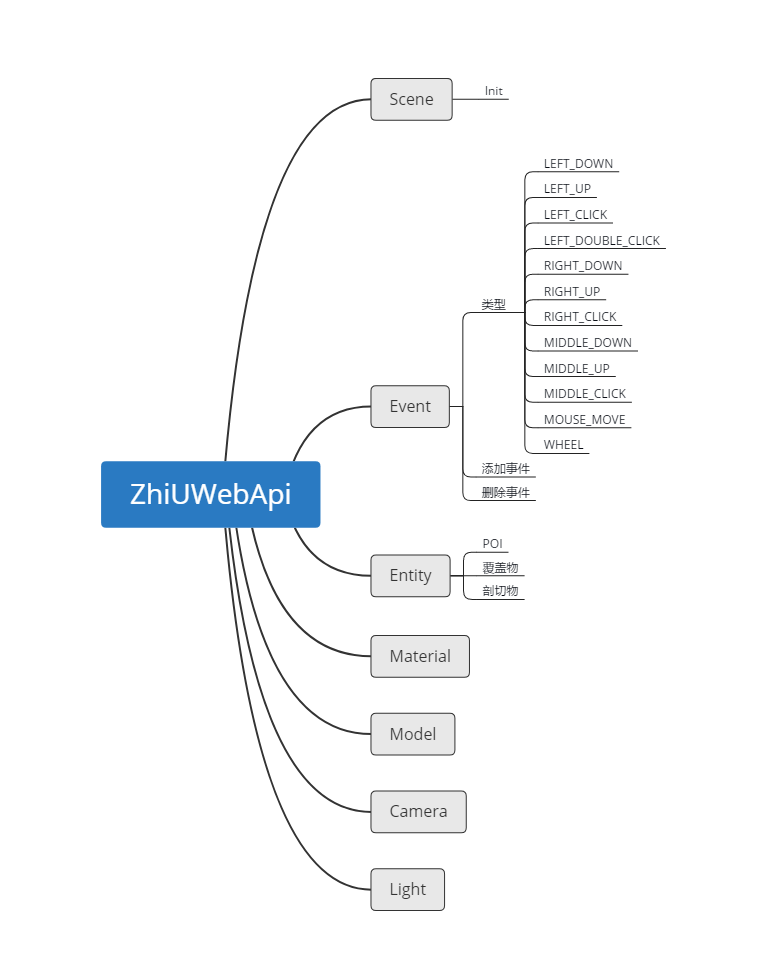 ZhiUWebApi
Scene
Init
Event
类型
LEFT_DOWN
LEFT_UP
LEFT_CLICK
LEFT_DOUBLE_CLICK
RIGHT_DOWN
RIGHT_UP
RIGHT_CLICK
MIDDLE_DOWN
MIDDLE_UP
MIDDLE_CLICK
MOUSE_MOVE
WHEEL
添加事件
删除事件
Entity
POI
覆盖物
剖切物
Material
Model
Camera
Light